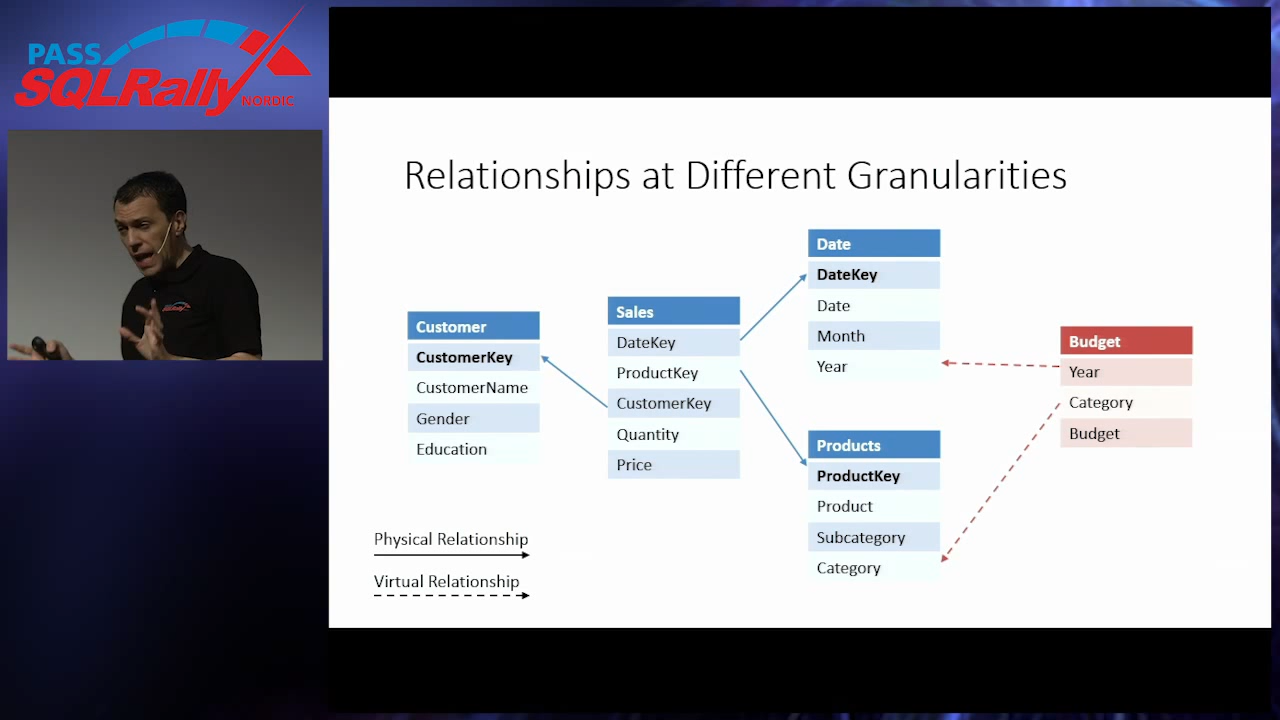 PASS
SQLRally
NORDIC
Relationships at Different Granularities
Customer
CustomerKey
CustomerName
Gender
Education
Sales
DateKey
ProductKey
CustomerKey
Quantity
Price
Date
DateKey
Date
Month
Year
Products
ProductKey
Product
Subcategory
Category
Budget
Year
Category
Budget
Physical Relationship
Virtual Relationship